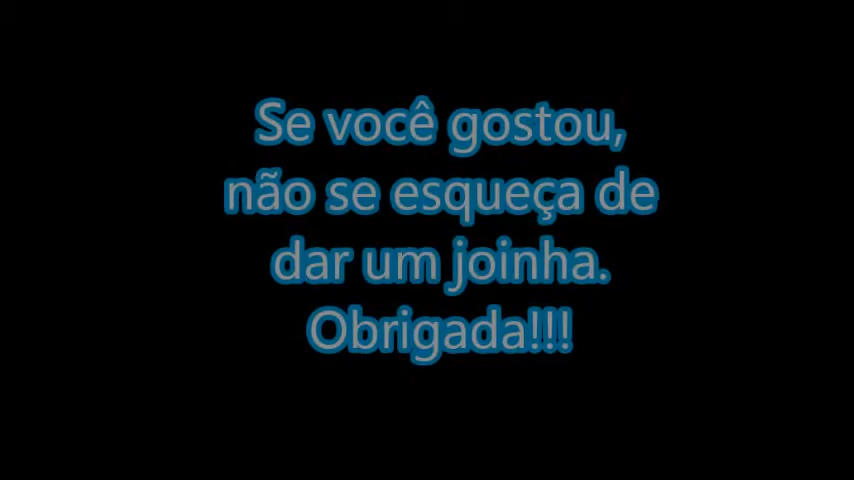 Se você gostou,
não se esqueça de
dar um joinha.
Obrigada!!!